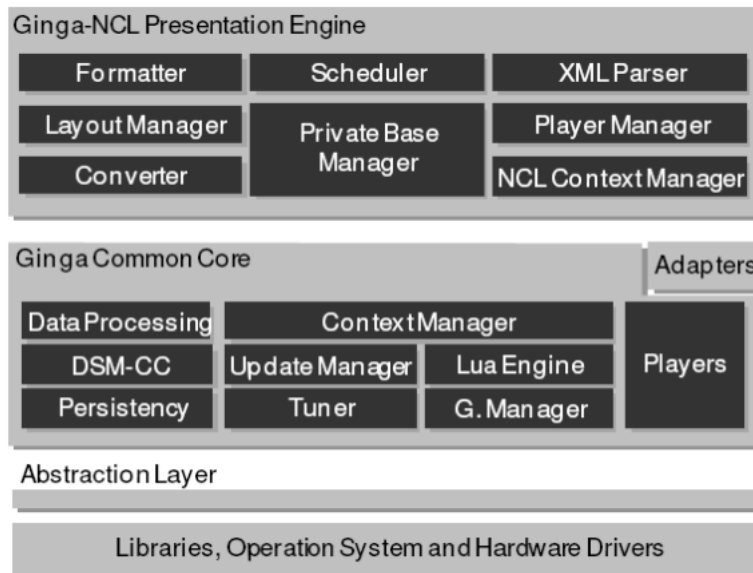 Ginga-NCL Presentation Engine
Formatter
Scheduler
XML Parser
Layout Manager
Private Base
Manager
Player Manager
Converter
NCL Context Manager
Ginga Common Core
Adapters
Data Processing
Context Manager
Players
DSM-CC
Update Manager
Lua Engine
Persistency
Tuner
G. Manager
Abstraction Layer
Libraries, Operation System and Hardware Drivers